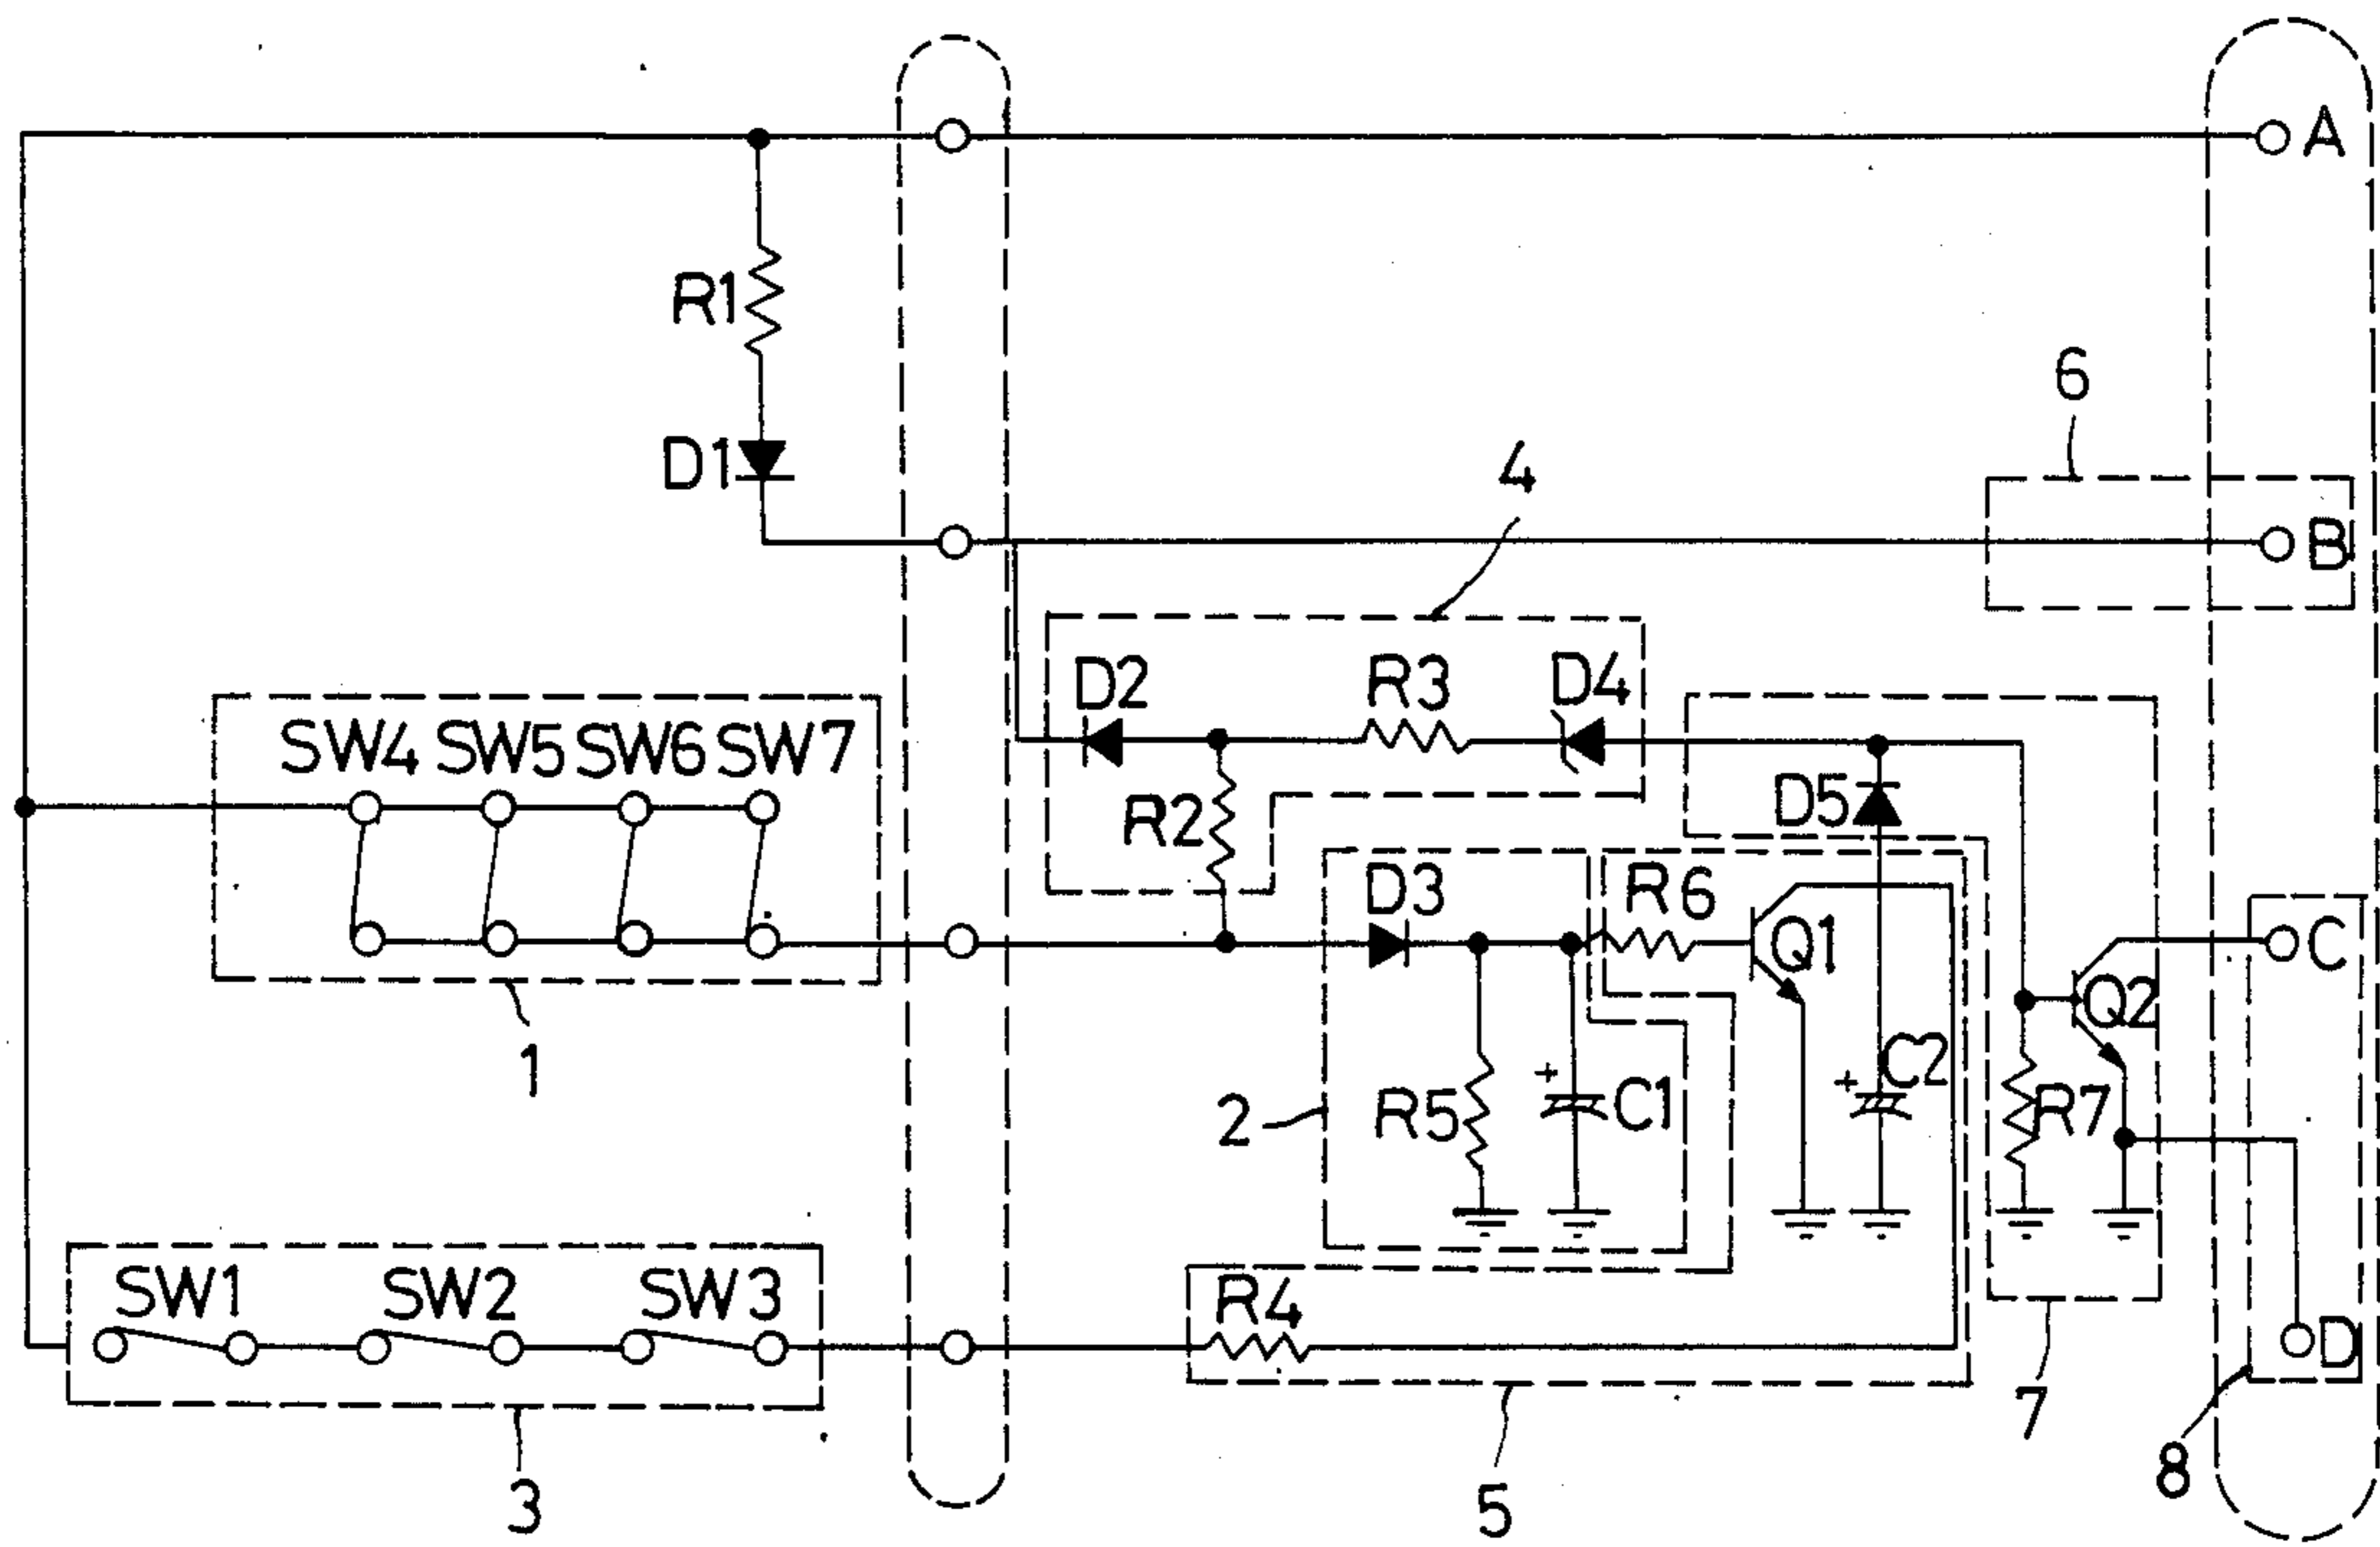 A
R1
6
D1
4
B
D2 R3 D4
SW4 SW5 SW6 SW7
R2 D5
D3 R6
Q1 C
Q2
1
2 R5 + C1 + C2 R7
SW1 SW2 SW3
R4
D
7
8
3
5